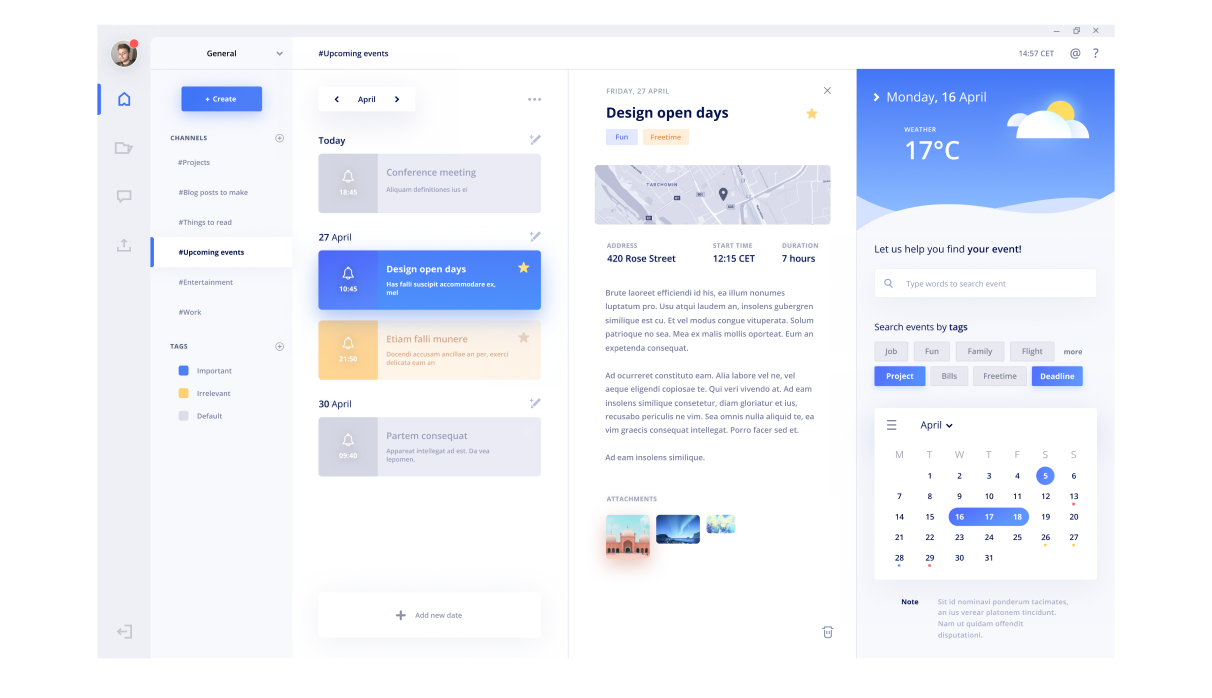 General
#Upcoming events
14:57 CET
@
?
+ Create
CHANNELS
#Projects
#Blog posts to make
#Things to read
#Upcoming events
#Entertainment
#Work
TAGS
Important
Irrelevant
Default
April
Today
18:45
Conference meeting
Aliquam definitiones ius ei
27 April
10:45
Design open days
Has falli suscipit accommodare ex,
mel
21:50
Etiam falli munere
Docendi accusam ancillae an per, exerci
delicata eam an
30 April
09:40
Partem consequat
Appareat intellegat ad est. Da vea
lepomen.
+ Add new date
FRIDAY, 27 APRIL
Design open days
Fun Freetime
TARCHOMIN
ADDRESS START TIME DURATION
420 Rose Street 12:15 CET 7 hours
Brute laoreet efficiendi id his, ea illum nonumes
luptatum pro. Usu atqui laudem an, insolens gubergren
similique est cu. Et vel modus congue vituperata. Solum
patrioque no sea. Mea ex malis mollis oporteat. Eum an
expetenda consequat.
Ad ocurreret constituto eam. Alia labore vel ne, vel
aeque eligendi copiosae te. Qui veri vivendo at. Ad eam
insolens similique consetetur, diam gloriatur et ius,
recusabo periculis ne vim. Sea omnis nulla aliquid te, ea
vim graecis consequat intellegat. Porro facer sed et.
Ad eam insolens similique.
ATTACHMENTS
Monday, 16 April
WEATHER
17°C
Let us help you find your event!
Type words to search event
Search events by tags
Job Fun Family Flight more
Project Bills Freetime Deadline
April
M T W T F S S
1 2 3 4 5 6
7 8 9 10 11 12 13
14 15 16 17 18 19 20
21 22 23 24 25 26 27
28 29 30 31
Note
Sit id nominavi ponderum tacimates,
an ius verear platonem tincidunt.
Nam ut quidam offendit
disputationi.